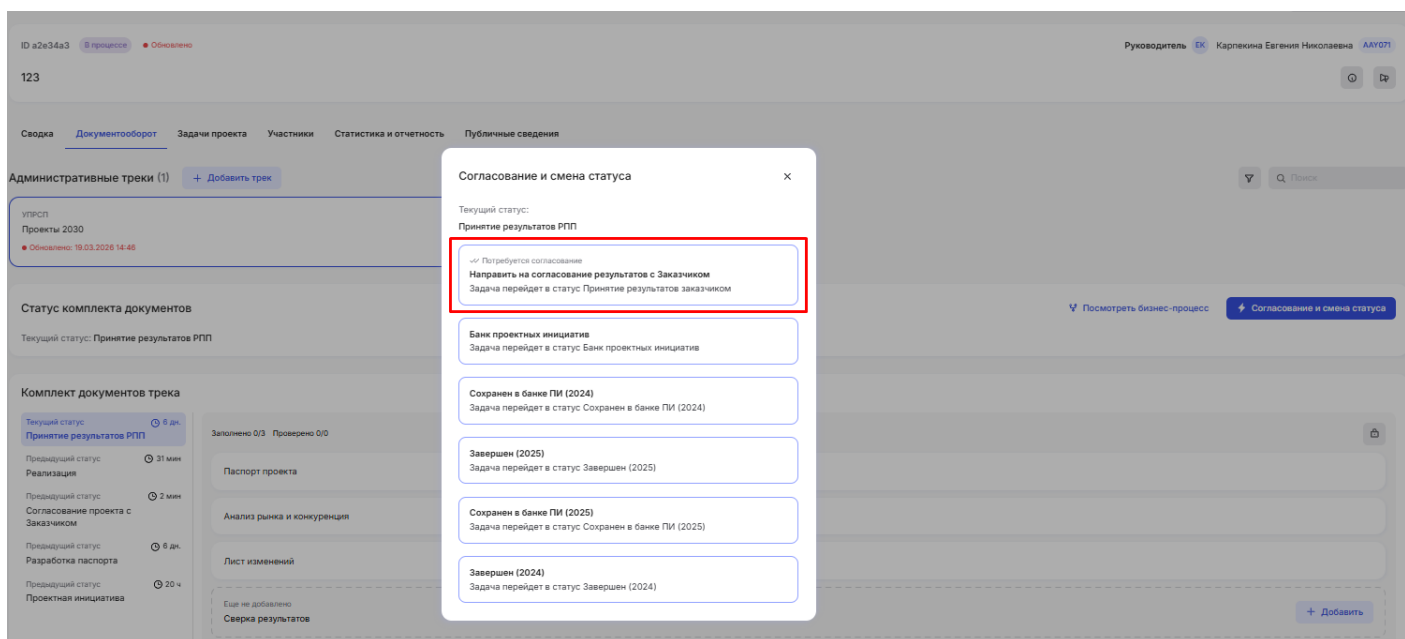 ID a2e34a3 В процессе Обновлено
Руководитель ЕК Карпекина Евгения Николаевна AAY071
123
Сводка Документооборот Задачи проекта Участники Статистика и отчетность Публичные сведения
Административные треки (1) + Добавить трек
Поиск
УПРСП
Проекты 2030
Обновлено: 19.03.2026 14:46
Статус комплекта документов
Посмотреть бизнес-процесс Согласование и смена статуса
Текущий статус: Принятие результатов РПП
Комплект документов трека
Текущий статус 6 дн.
Принятие результатов РПП
Предыдущий статус 31 мин
Реализация
Предыдущий статус 2 мин
Согласование проекта с
Заказчиком
Предыдущий статус 6 дн.
Разработка паспорта
Предыдущий статус 20 ч
Проектная инициатива
Заполнено 0/3 Проверено 0/0
Паспорт проекта
Анализ рынка и конкуренция
Лист изменений
Еще не добавлено
Сверка результатов
+ Добавить
Согласование и смена статуса
Текущий статус:
Принятие результатов РПП
Потребуется согласование
Направить на согласование результатов с Заказчиком
Задача перейдет в статус Принятие результатов заказчиком
Банк проектных инициатив
Задача перейдет в статус Банк проектных инициатив
Сохранен в банке ПИ (2024)
Задача перейдет в статус Сохранен в банке ПИ (2024)
Завершен (2025)
Задача перейдет в статус Завершен (2025)
Сохранен в банке ПИ (2025)
Задача перейдет в статус Сохранен в банке ПИ (2025)
Завершен (2024)
Задача перейдет в статус Завершен (2024)